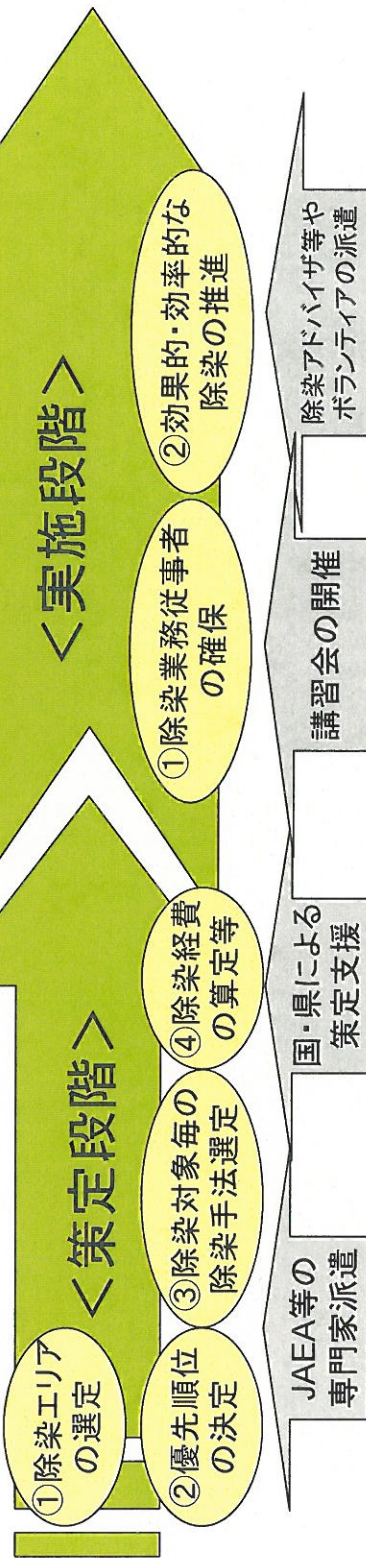 ＜策定段階＞
①除染エリア
の選定
②優先順位
の決定
③除染対象毎の
除染手法選定
④除染経費
の算定等
＜実施段階＞
①除染業務従事者
の確保
②効果的・効率的な
除染の推進
JAEA等の
専門家派遣
国・県による
策定支援
講習会の開催
除染アドバイザ等や
ボランティアの派遣